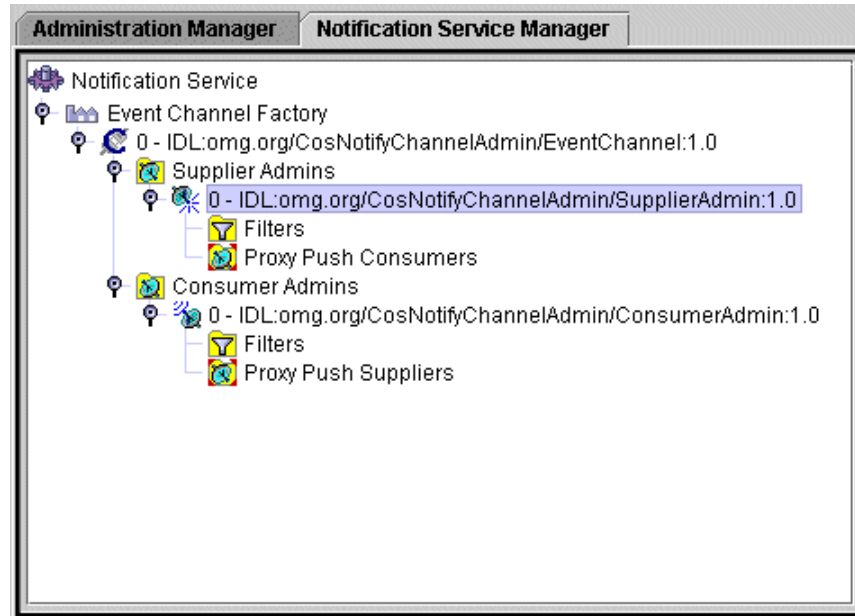 Administration Manager Notification Service Manager
Notification Service
Event Channel Factory
0 - IDL:omg.org/CosNotifyChannelAdmin/EventChannel:1.0
Supplier Admins
0 - IDL:omg.org/CosNotifyChannelAdmin/SupplierAdmin:1.0
Filters
Proxy Push Consumers
Consumer Admins
0 - IDL:omg.org/CosNotifyChannelAdmin/ConsumerAdmin:1.0
Filters
Proxy Push Suppliers